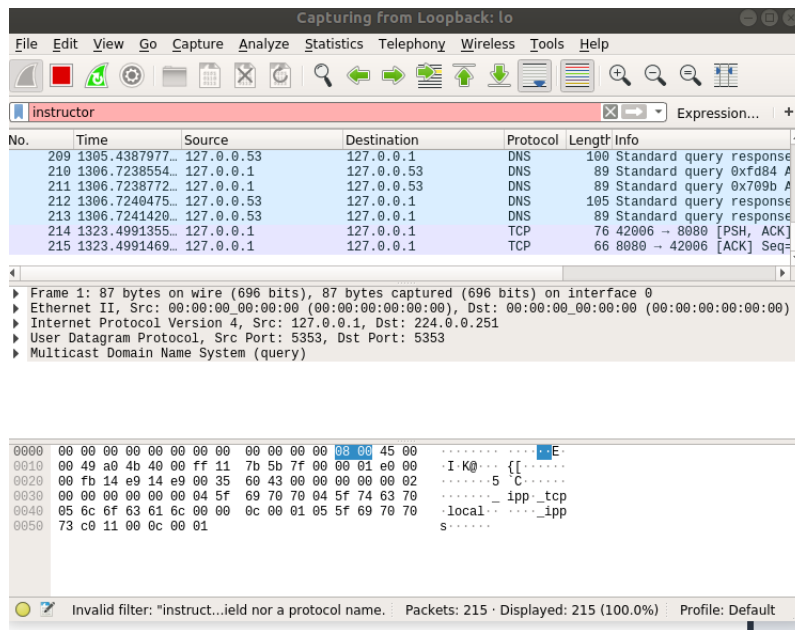 Capturing from Loopback: lo
File Edit View Go Capture Analyze Statistics Telephony Wireless Tools Help
instructor Expression... +
No. Time Source Destination Protocol Length Info
209 1305.4387977… 127.0.0.53 127.0.0.1 DNS 100 Standard query response
210 1306.7238554… 127.0.0.1 127.0.0.53 DNS 89 Standard query 0xfd84 A
211 1306.7238772… 127.0.0.1 127.0.0.53 DNS 89 Standard query 0x709b A
212 1306.7240475… 127.0.0.53 127.0.0.1 DNS 105 Standard query response
213 1306.7241420… 127.0.0.53 127.0.0.1 DNS 89 Standard query response
214 1323.4991355… 127.0.0.1 127.0.0.1 TCP 76 42006 → 8080 [PSH, ACK]
215 1323.4991469… 127.0.0.1 127.0.0.1 TCP 66 8080 → 42006 [ACK] Seq=
Frame 1: 87 bytes on wire (696 bits), 87 bytes captured (696 bits) on interface 0
Ethernet II, Src: 00:00:00_00:00:00 (00:00:00:00:00:00), Dst: 00:00:00_00:00:00 (00:00:00:00:00:00)
Internet Protocol Version 4, Src: 127.0.0.1, Dst: 224.0.0.251
User Datagram Protocol, Src Port: 5353, Dst Port: 5353
Multicast Domain Name System (query)
0000 00 00 00 00 00 00 00 00 00 00 00 00 08 00 45 00 ········ ······E·
0010 00 49 a0 4b 40 00 ff 11 7b 5b 7f 00 00 01 e0 00 ·I·K@··· {[······
0020 00 fb 14 e9 14 e9 00 35 60 43 00 00 00 00 00 02 ·······5 `C······
0030 00 00 00 00 00 00 04 5f 69 70 70 04 5f 74 63 70 ·······_ ipp·_tcp
0040 05 6c 6f 63 61 6c 00 00 0c 00 01 05 5f 69 70 70 ·local·· ····_ipp
0050 73 c0 11 00 0c 00 01 s······
Invalid filter: "instruct…ield nor a protocol name. Packets: 215 · Displayed: 215 (100.0%) Profile: Default